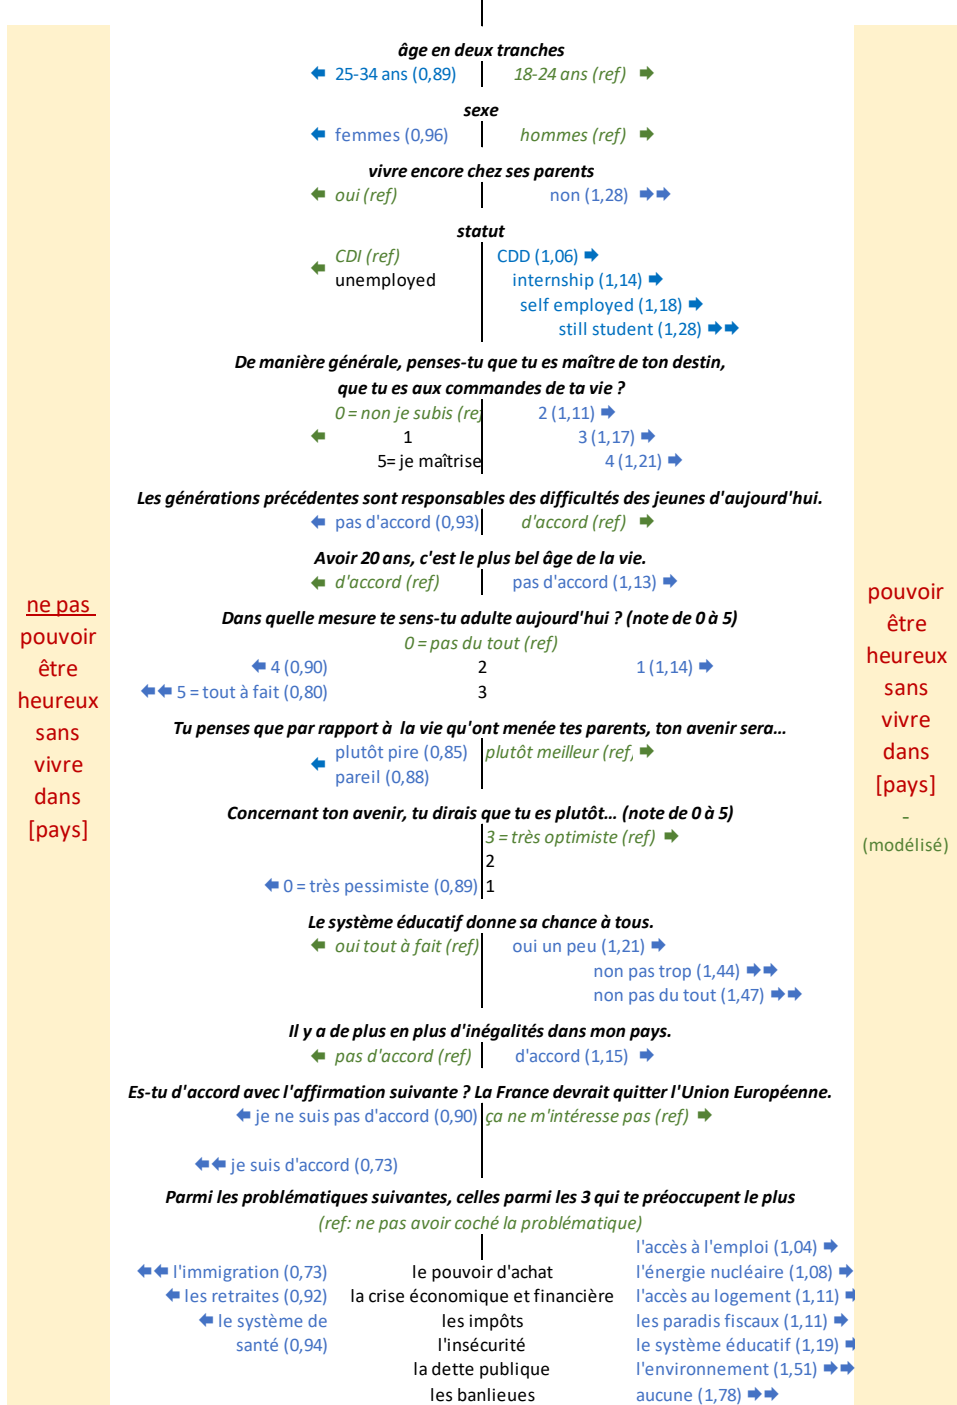 âge en deux tranches
25-34 ans (0,89) 18-24 ans (ref)
sexe
femmes (0,96) hommes (ref)
vivre encore chez ses parents
oui (ref) non (1,28)
statut
CDI (ref) CDD (1,06)
unemployed internship (1,14)
self employed (1,18)
still student (1,28)
De manière générale, penses-tu que tu es maître de ton destin,
que tu es aux commandes de ta vie ?
0 = non je subis (ref 2 (1,11)
1 3 (1,17)
5= je maîtrise 4 (1,21)
Les générations précédentes sont responsables des difficultés des jeunes d'aujourd'hui.
pas d'accord (0,93) d'accord (ref)
Avoir 20 ans, c'est le plus bel âge de la vie.
d'accord (ref) pas d'accord (1,13)
Dans quelle mesure te sens-tu adulte aujourd'hui ? (note de 0 à 5)
0 = pas du tout (ref)
4 (0,90) 2 1 (1,14)
5 = tout à fait (0,80) 3
Tu penses que par rapport à la vie qu'ont menée tes parents, ton avenir sera...
plutôt pire (0,85) plutôt meilleur (ref)
pareil (0,88)
Concernant ton avenir, tu dirais que tu es plutôt... (note de 0 à 5)
3 = très optimiste (ref)
2
0 = très pessimiste (0,89) 1
Le système éducatif donne sa chance à tous.
oui tout à fait (ref) oui un peu (1,21)
non pas trop (1,44)
non pas du tout (1,47)
Il y a de plus en plus d'inégalités dans mon pays.
pas d'accord (ref) d'accord (1,15)
Es-tu d'accord avec l'affirmation suivante ? La France devrait quitter l'Union Européenne.
je ne suis pas d'accord (0,90) ça ne m'intéresse pas (ref)
je suis d'accord (0,73)
Parmi les problématiques suivantes, celles parmi les 3 qui te préoccupent le plus
(ref: ne pas avoir coché la problématique)
l'accès à l'emploi (1,04)
l'immigration (0,73) le pouvoir d'achat l'énergie nucléaire (1,08)
les retraites (0,92) la crise économique et financière l'accès au logement (1,11)
le système de les impôts les paradis fiscaux (1,11)
santé (0,94) l'insécurité le système éducatif (1,19)
la dette publique l'environnement (1,51)
les banlieues aucune (1,78)
ne pas
pouvoir
être
heureux
sans
vivre
dans
[pays]
pouvoir
être
heureux
sans
vivre
dans
[pays]
-
(modélisé)